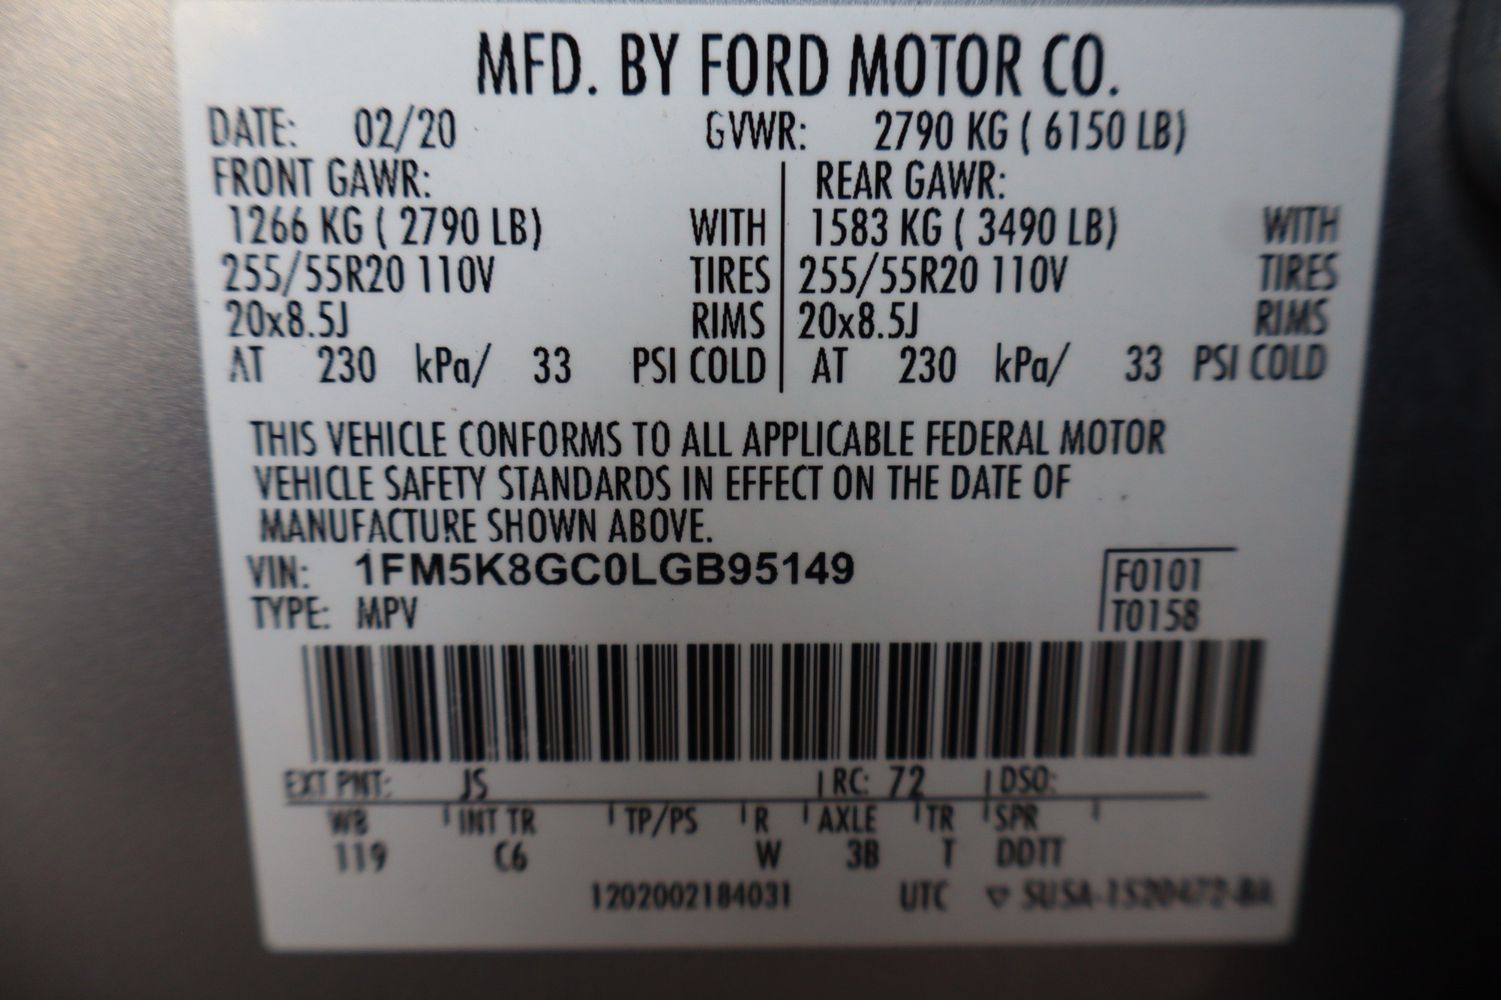 MFD. BY FORD MOTOR CO.
DATE: 02/20 GVWR: 2790 KG ( 6150 LB)
FRONT GAWR: REAR GAWR:
1266 KG ( 2790 LB) WITH 1583 KG ( 3490 LB) WITH
255/55R20 110V TIRES 255/55R20 110V TIRES
20x8.5J RIMS 20x8.5J RIMS
AT 230 kPa/ 33 PSI COLD AT 230 kPa/ 33 PSI COLD
THIS VEHICLE CONFORMS TO ALL APPLICABLE FEDERAL MOTOR
VEHICLE SAFETY STANDARDS IN EFFECT ON THE DATE OF
MANUFACTURE SHOWN ABOVE.
VIN: 1FM5K8GC0LGB95149 F0101
TYPE: MPV T0158
EXT PNT: JS RC: 72 DSO:
WB INT TR TP/PS R AXLE TR SPR
119 C6 W 3B T DDTT
1202002184031 UTC ▽ SUSA-1520472-BA